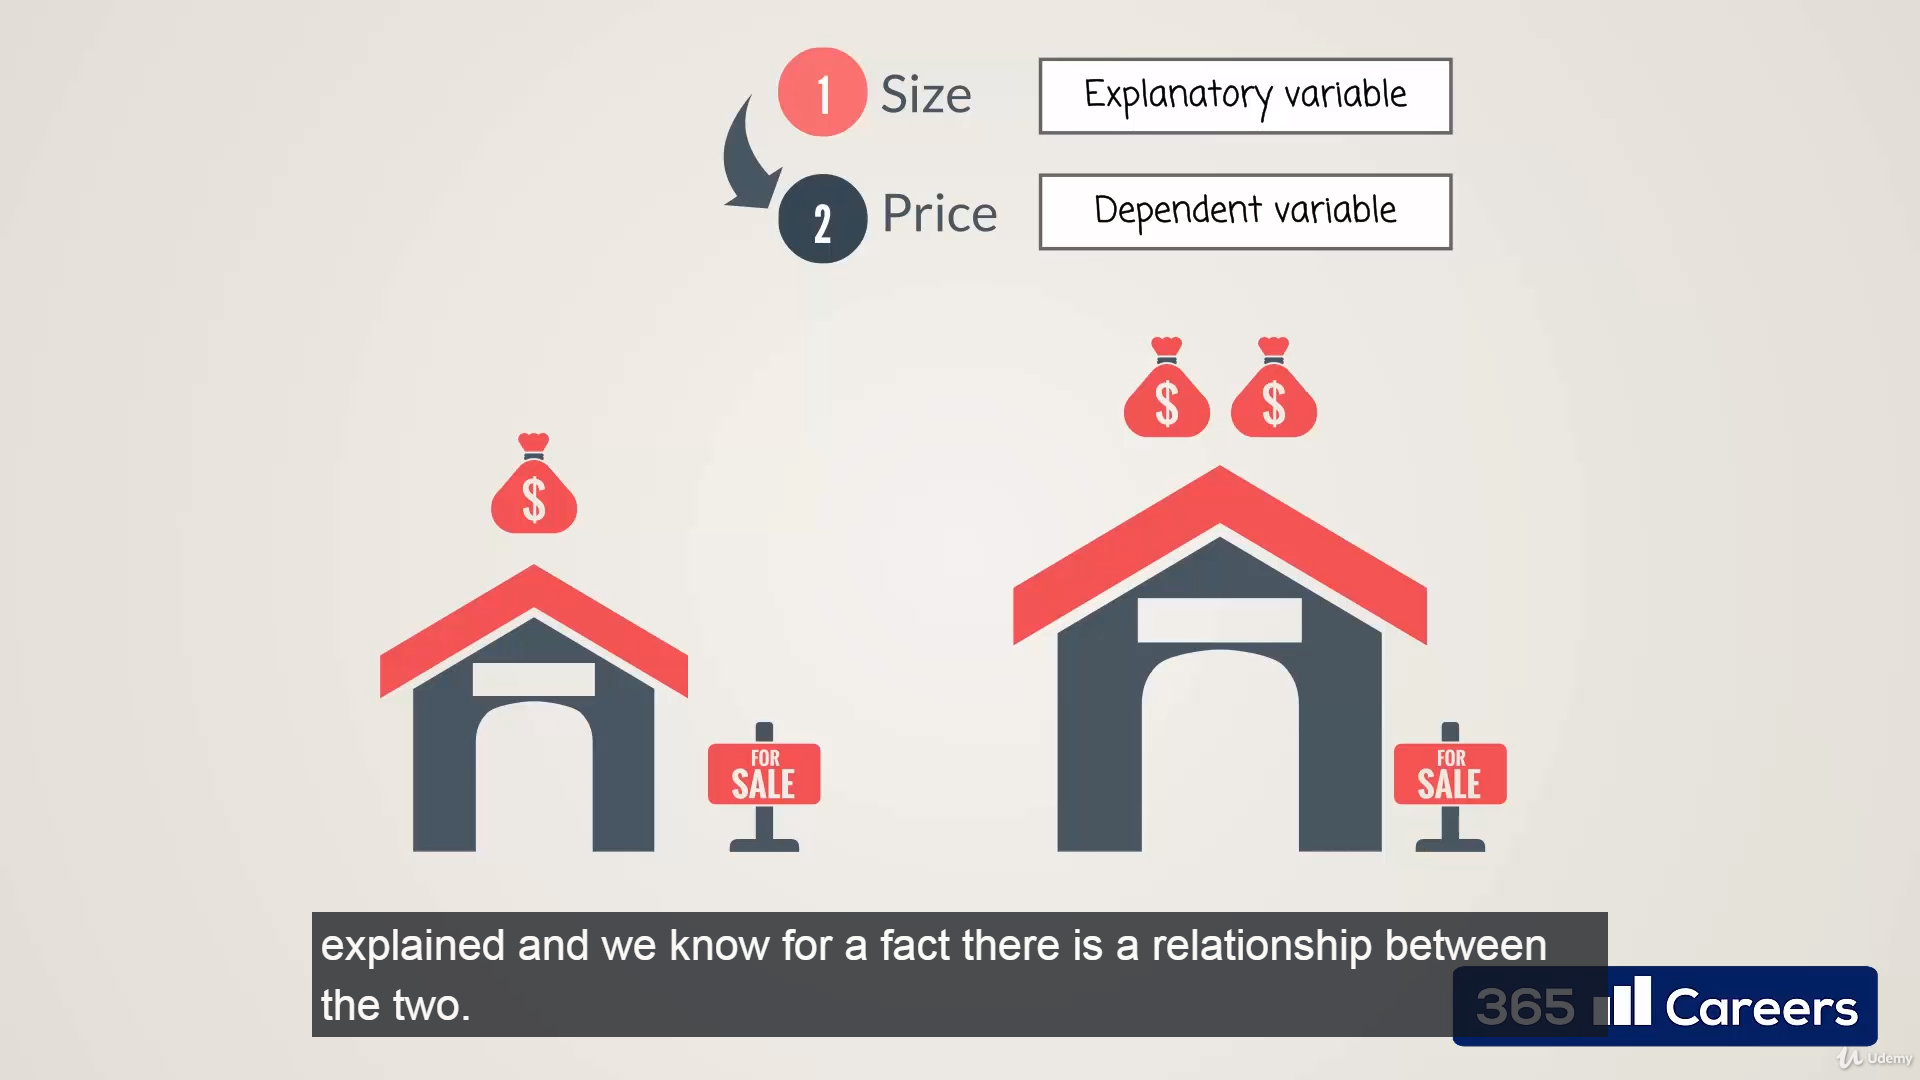 1 Size
Explanatory variable
2 Price
Dependent variable
$
$
$
FOR
SALE
FOR
SALE
explained and we know for a fact there is a relationship between
the two.
365 Careers
Udemy